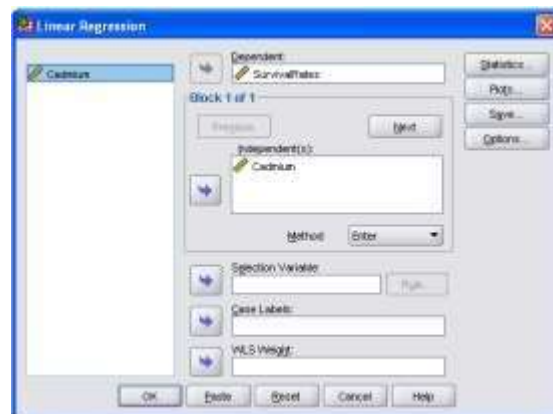 Linear Regression
Cadmium
Dependent:
SurvivalRates
Block 1 of 1
Previous
Next
Independent(s):
Cadmium
Method:
Enter
Selection Variable:
Rule...
Case Labels:
WLS Weight:
Statistics...
Plots...
Save...
Options...
OK
Paste
Reset
Cancel
Help